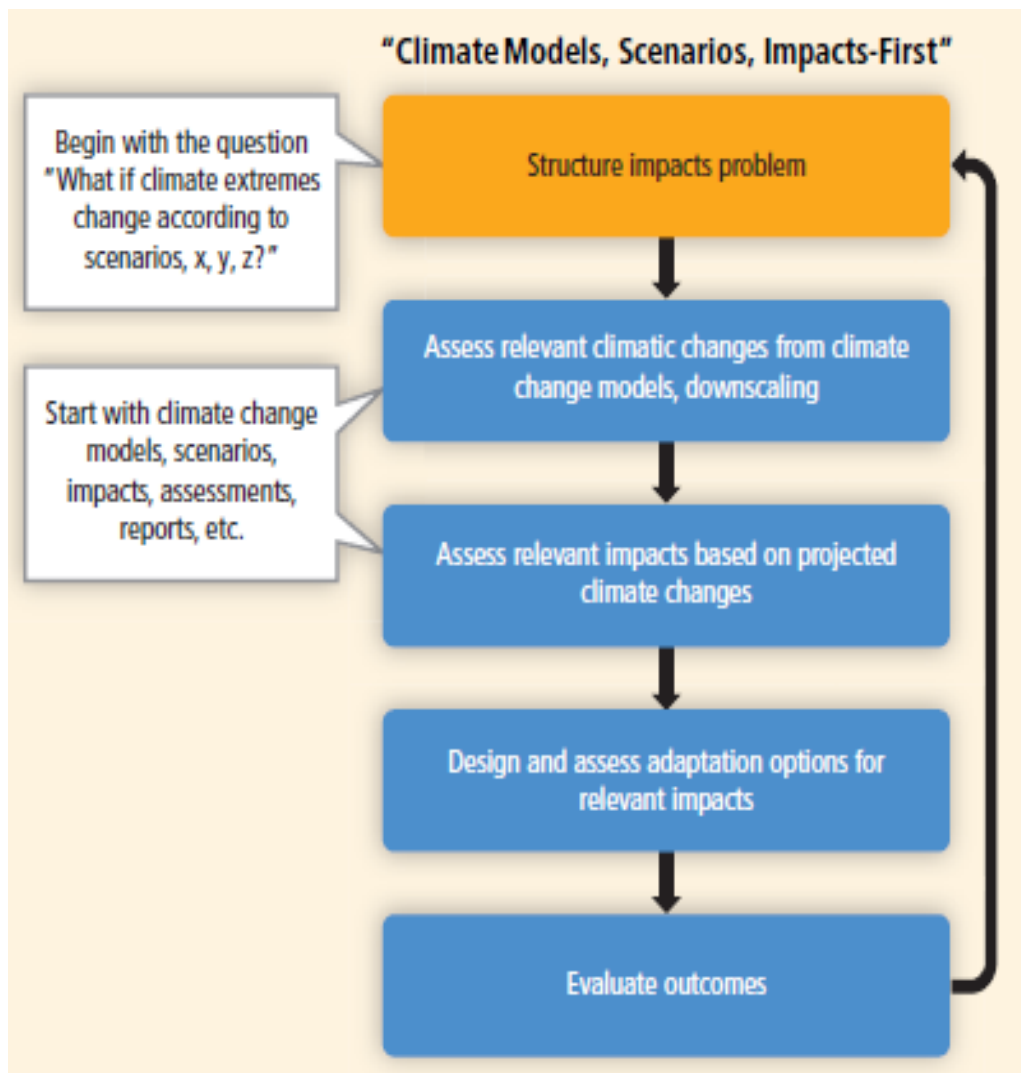 "Climate Models, Scenarios, Impacts-First"
Begin with the question
"What if climate extremes
change according to
scenarios, x, y, z?"
Structure impacts problem
Assess relevant climatic changes from climate
change models, downscaling
Start with climate change
models, scenarios,
impacts, assessments,
reports, etc.
Assess relevant impacts based on projected
climate changes
Design and assess adaptation options for
relevant impacts
Evaluate outcomes